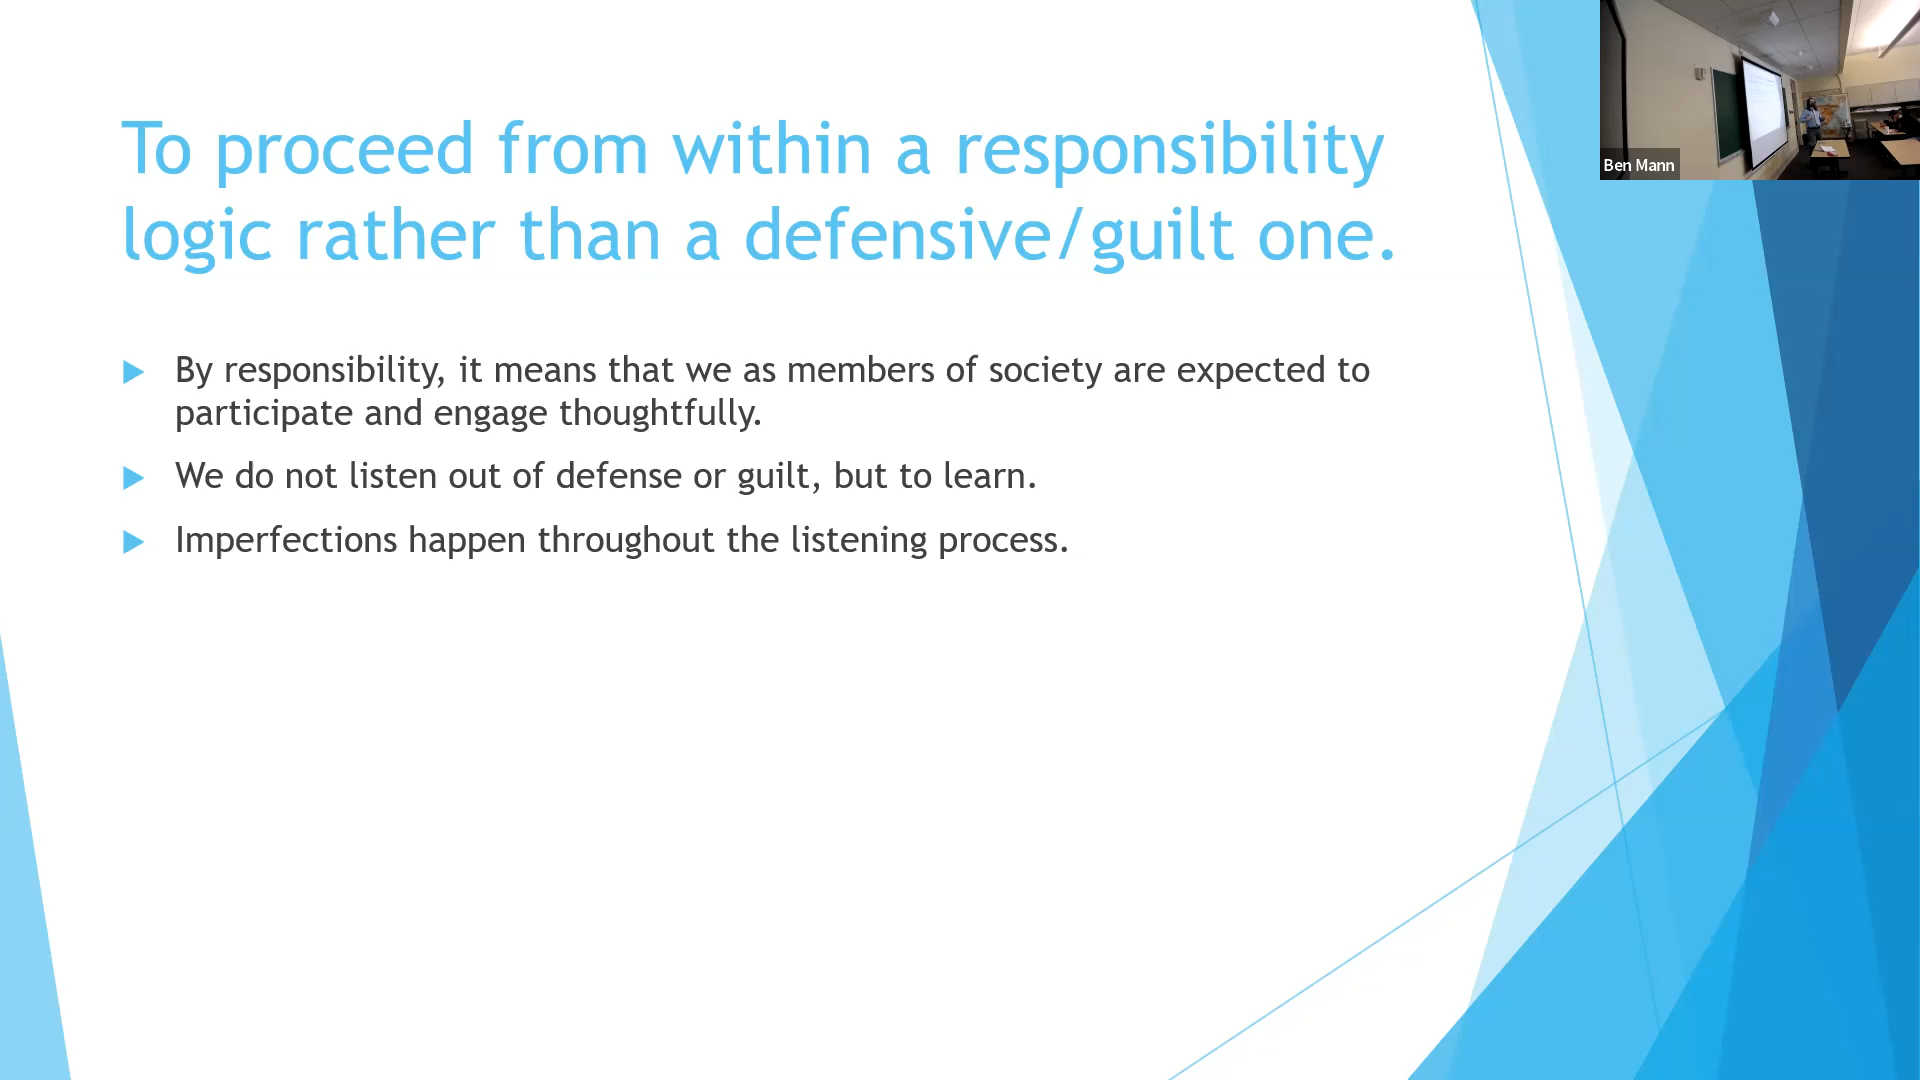 To proceed from within a responsibility
logic rather than a defensive/guilt one.
By responsibility, it means that we as members of society are expected to
participate and engage thoughtfully.
We do not listen out of defense or guilt, but to learn.
Imperfections happen throughout the listening process.
Ben Mann